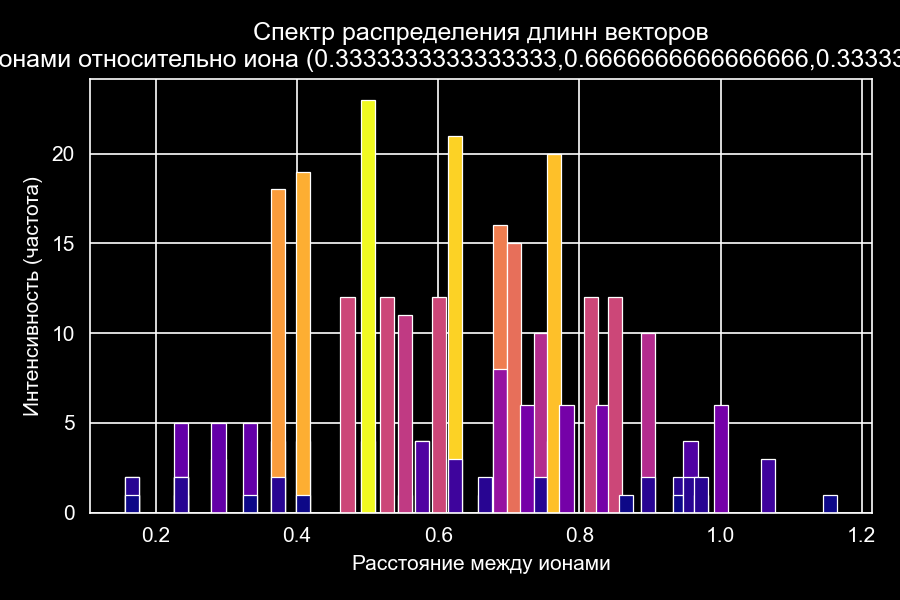 Спектр распределения длинн векторов
онами относительно иона (0.3333333333333333,0.6666666666666666,0.33333
Интенсивность (частота)
20
15
10
5
0
0.2 0.4 0.6 0.8 1.0 1.2
Расстояние между ионами